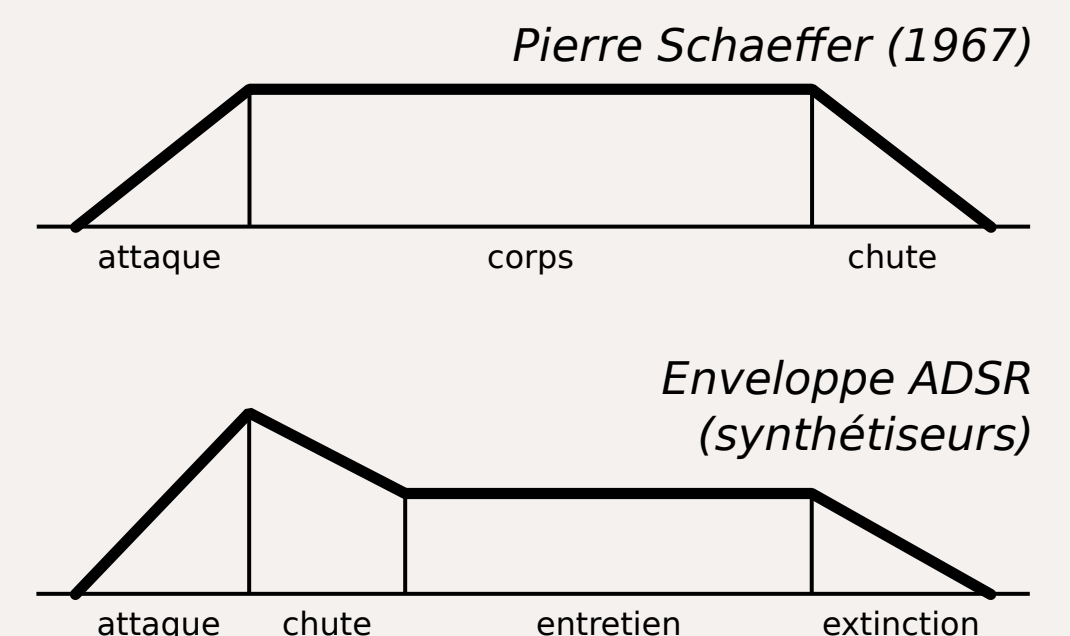 Pierre Schaeffer (1967)
attaque corps chute
Enveloppe ADSR
(synthétiseurs)
attaque chute entretien extinction